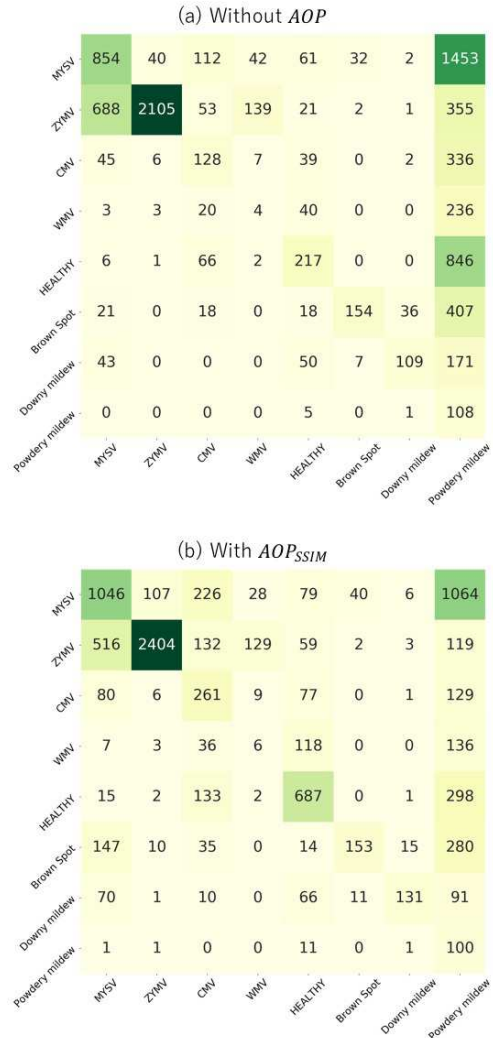 (a) Without AOP
MYSV 854 40 112 42 61 32 2 1453
ZYMV 688 2105 53 139 21 2 1 355
CMV 45 6 128 7 39 0 2 336
WMV 3 3 20 4 40 0 0 236
HEALTHY 6 1 66 2 217 0 0 846
Brown Spot 21 0 18 0 18 154 36 407
Downy mildew 43 0 0 0 50 7 109 171
Powdery mildew 0 0 0 0 5 0 1 108
MYSV ZYMV CMV WMV HEALTHY Brown Spot Downy mildew Powdery mildew
(b) With AOP_SSIM
MYSV 1046 107 226 28 79 40 6 1064
ZYMV 516 2404 132 129 59 2 3 119
CMV 80 6 261 9 77 0 1 129
WMV 7 3 36 6 118 0 0 136
HEALTHY 15 2 133 2 687 0 1 298
Brown Spot 147 10 35 0 14 153 15 280
Downy mildew 70 1 10 0 66 11 131 91
Powdery mildew 1 1 0 0 11 0 1 100
MYSV ZYMV CMV WMV HEALTHY Brown Spot Downy mildew Powdery mildew